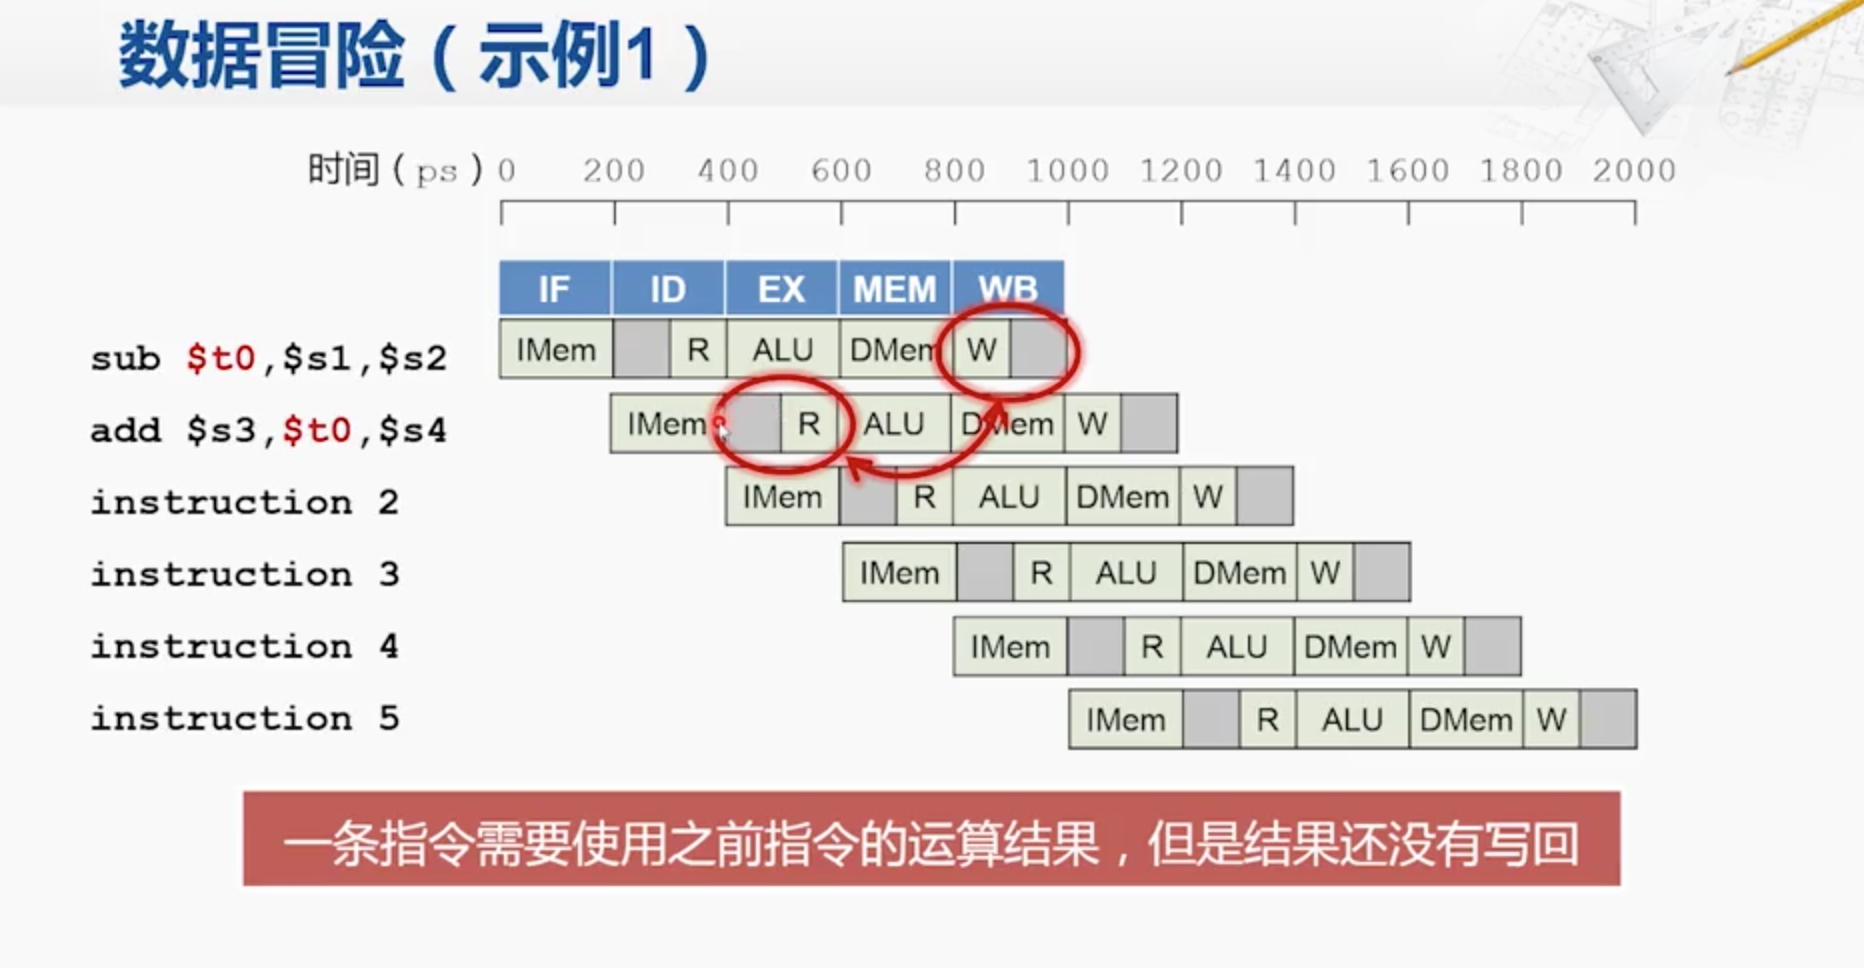 数据冒险（示例1）
时间（ps） 0 200 400 600 800 1000 1200 1400 1600 1800 2000
IF ID EX MEM WB
sub $t0,$s1,$s2 IMem R ALU DMem W
add $s3,$t0,$s4 IMem R ALU DMem W
instruction 2 IMem R ALU DMem W
instruction 3 IMem R ALU DMem W
instruction 4 IMem R ALU DMem W
instruction 5 IMem R ALU DMem W
一条指令需要使用之前指令的运算结果，但是结果还没有写回